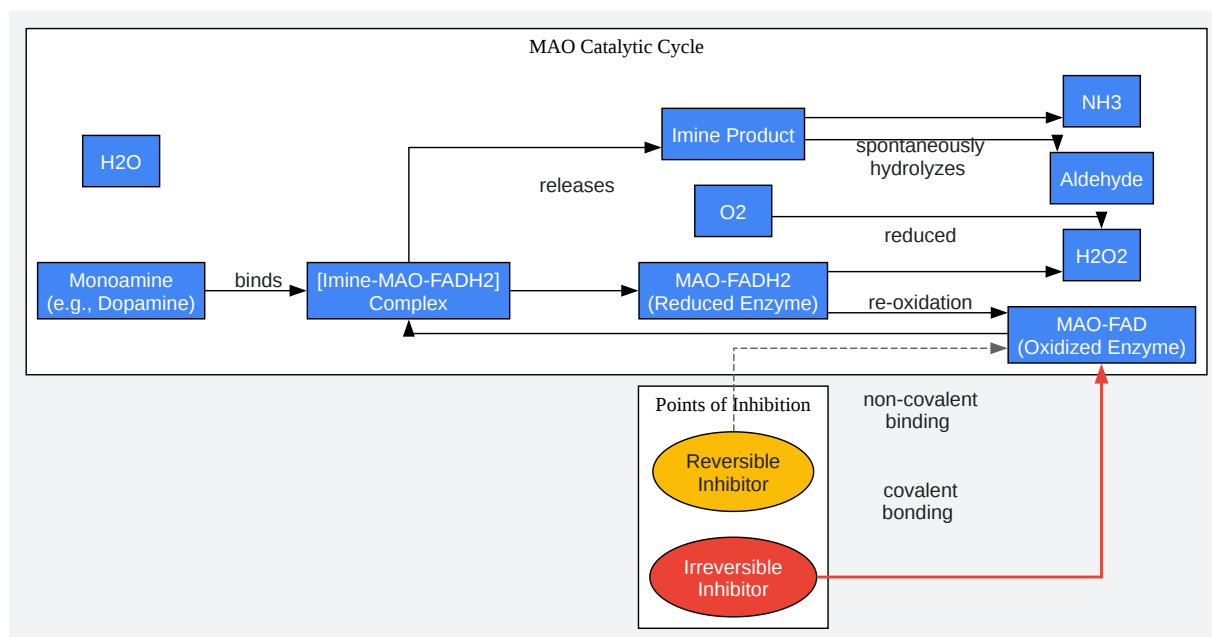 MAO Catalytic Cycle
NH3
Imine Product
spontaneously
hydrolyzes
H2O
Aldehyde
releases
O2
reduced
H2O2
Monoamine
(e.g., Dopamine)
binds
[Imine-MAO-FADH2]
Complex
MAO-FADH2
(Reduced Enzyme)
re-oxidation
MAO-FAD
(Oxidized Enzyme)
Points of Inhibition
non-covalent
binding
Reversible
Inhibitor
covalent
bonding
Irreversible
Inhibitor